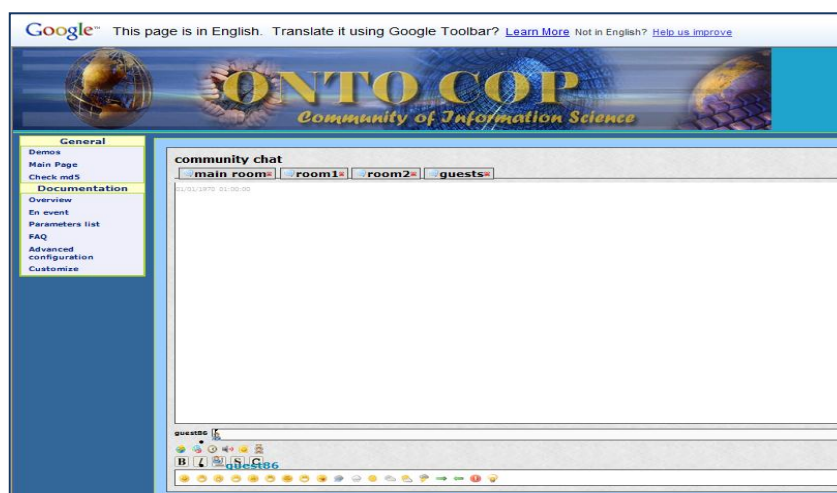 Google™ This page is in English. Translate it using Google Toolbar? Learn More Not in English? Help us improve
ONTO COP
Community of Information Science
General
Demos
Main Page
Check md5
Documentation
Overview
En event
Parameters list
FAQ
Advanced
configuration
Customize
community chat
main room room1 room2 guests
01/01/1970 01:00:00
guest86
B I U S C
guest86